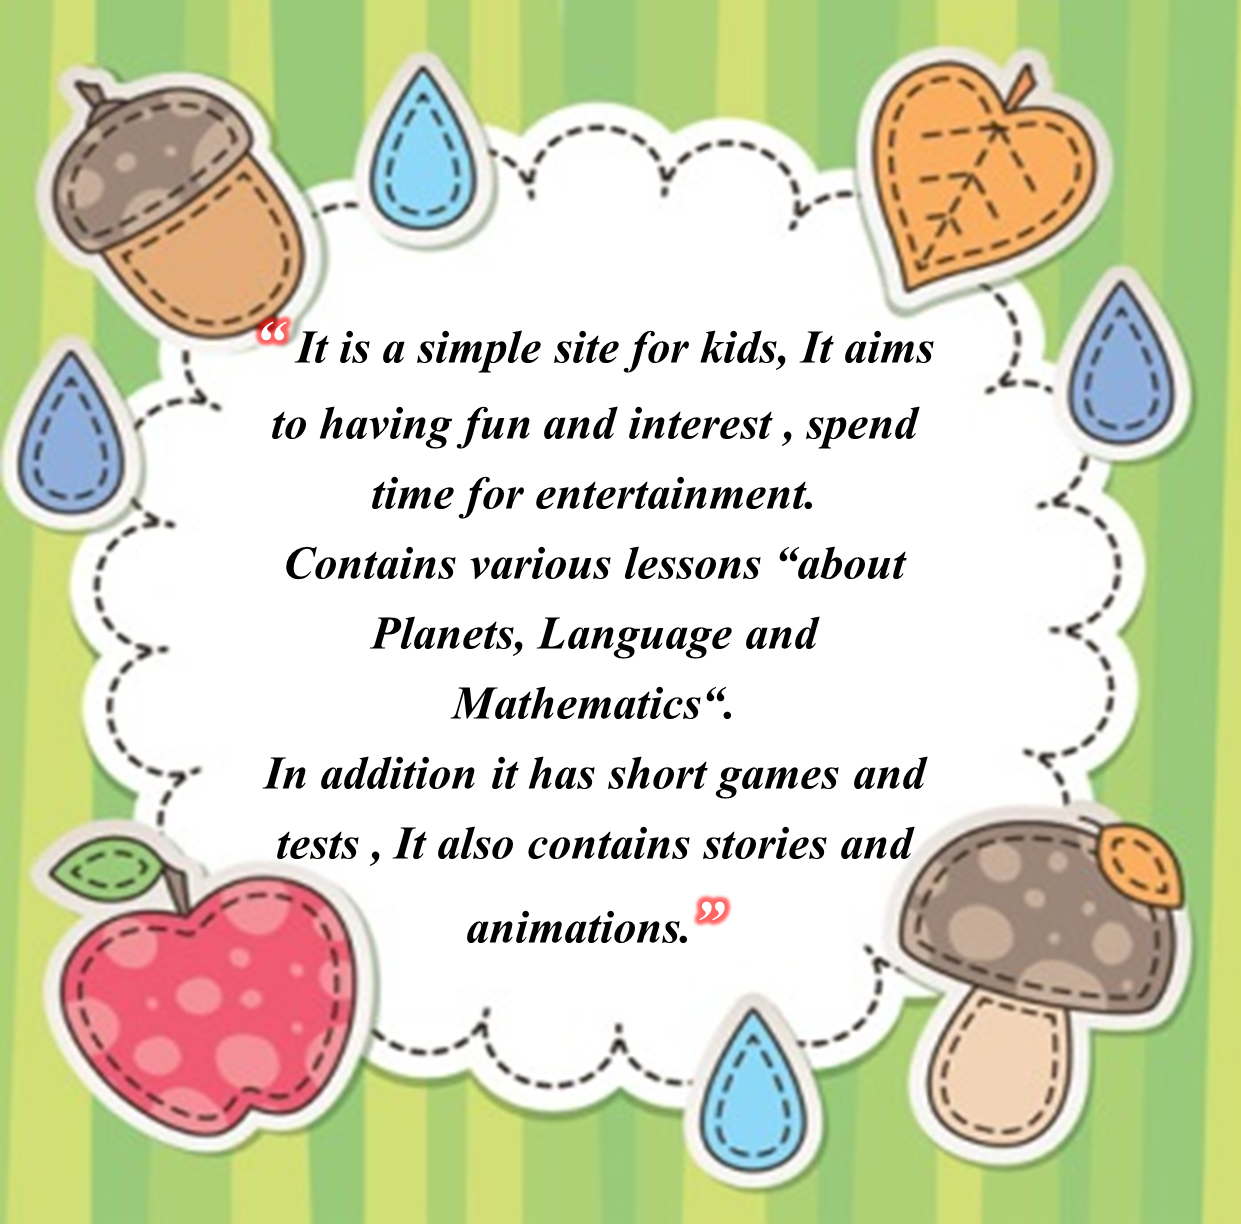 “ It is a simple site for kids, It aims
to having fun and interest , spend
time for entertainment.
Contains various lessons “about
Planets, Language and
Mathematics“.
In addition it has short games and
tests , It also contains stories and
animations.”